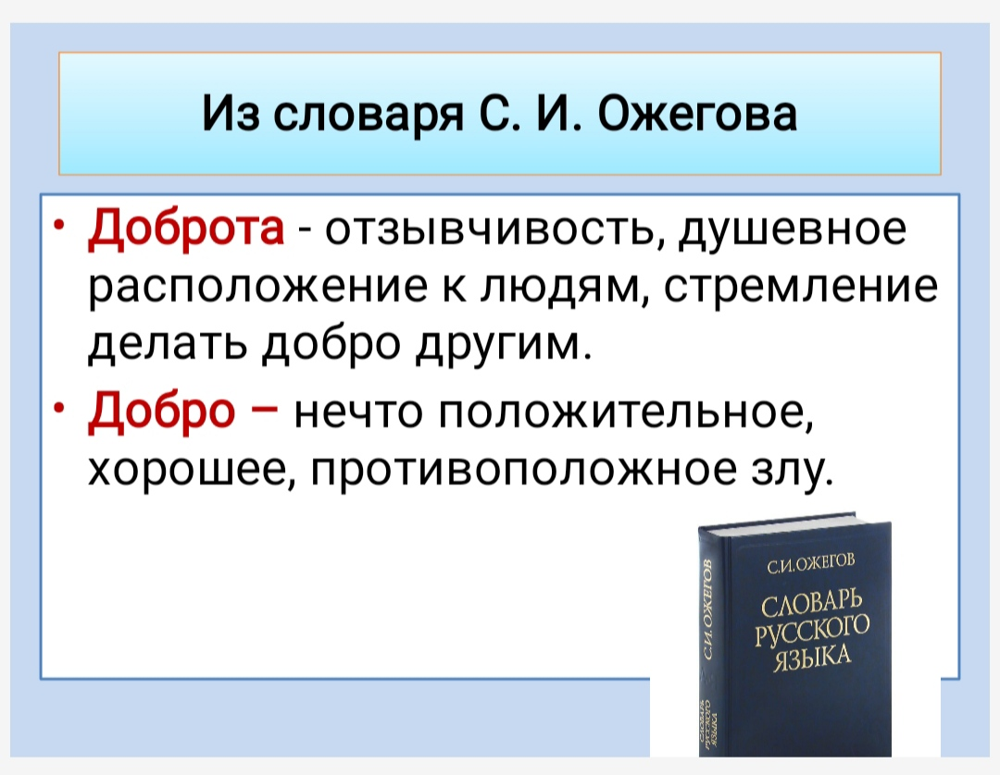 Из словаря С. И. Ожегова
• Доброта - отзывчивость, душевное
расположение к людям, стремление
делать добро другим.
• Добро – нечто положительное,
хорошее, противоположное злу.
С.И.ОЖЕГОВ
СЛОВАРЬ
РУССКОГО
ЯЗЫКА
С.И. ОЖЕГОВ
СЛОВАРЬ
РУССКОГО
ЯЗЫКА